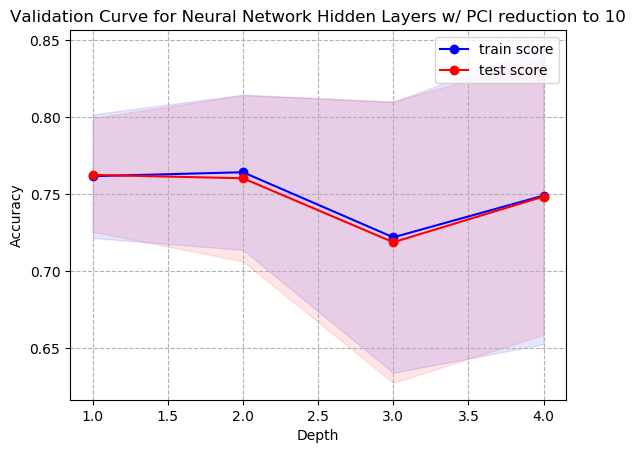 Validation Curve for Neural Network Hidden Layers w/ PCI reduction to 10
train score
test score
Accuracy
0.85
0.80
0.75
0.70
0.65
1.0 1.5 2.0 2.5 3.0 3.5 4.0
Depth